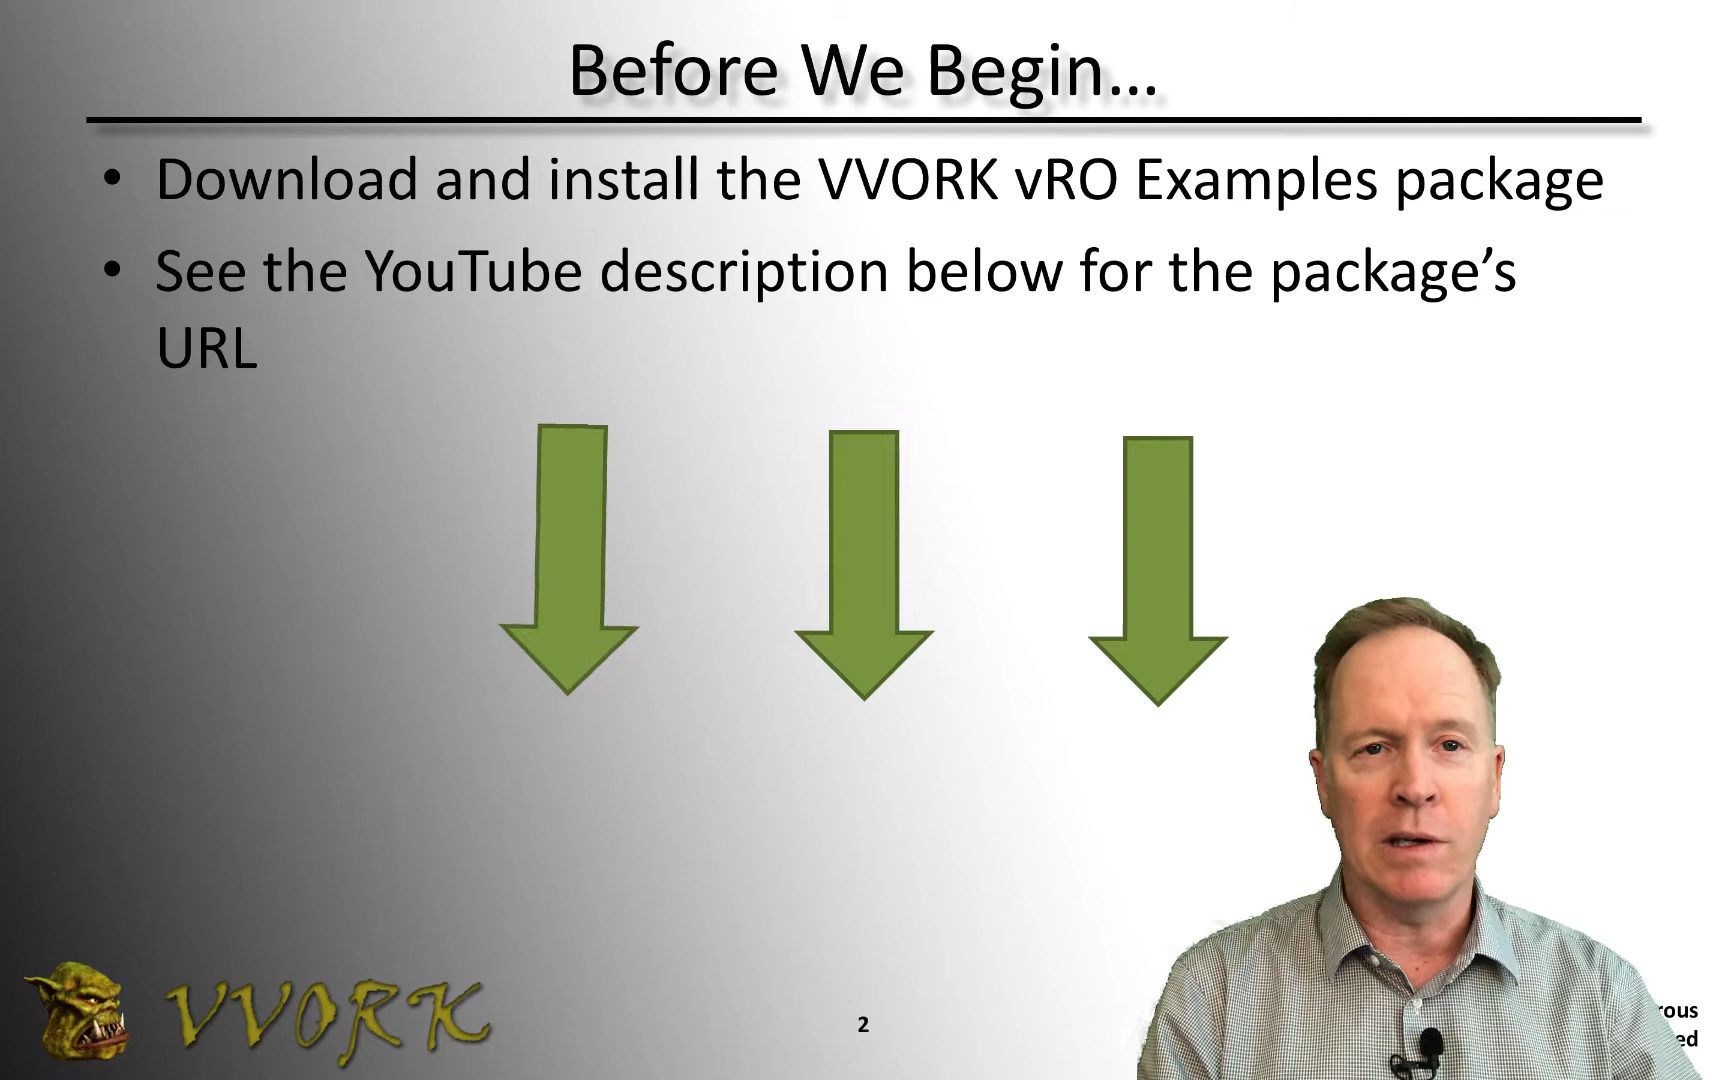 Before We Begin…
• Download and install the VVORK vRO Examples package
• See the YouTube description below for the package’s
URL
VVORK
2